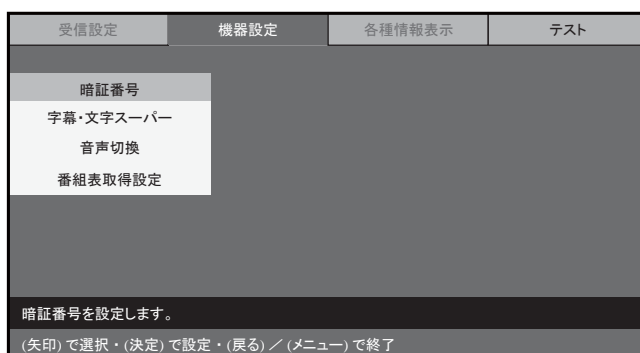 受信設定 機器設定 各種情報表示 テスト
暗証番号
字幕・文字スーパー
音声切換
番組表取得設定
暗証番号を設定します。
(矢印) で選択・(決定) で設定・(戻る) ／ (メニュー) で終了